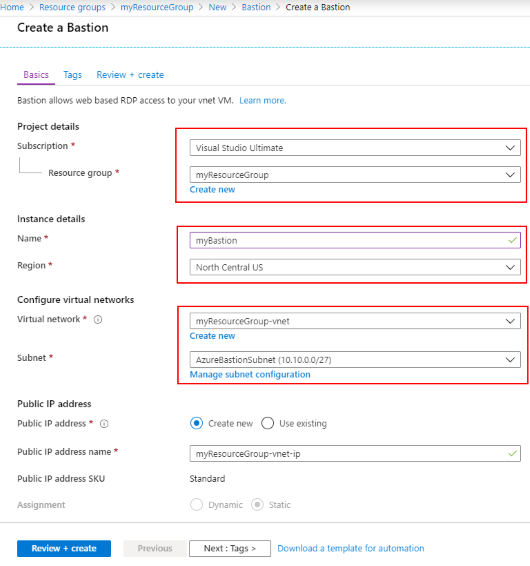 Home > Resource groups > myResourceGroup > New > Bastion > Create a Bastion
Create a Bastion
Basics Tags Review + create
Bastion allows web based RDP access to your vnet VM. Learn more.
Project details
Subscription * Visual Studio Ultimate
Resource group * myResourceGroup
Create new
Instance details
Name * myBastion
Region * North Central US
Configure virtual networks
Virtual network * myResourceGroup-vnet
Create new
Subnet * AzureBastionSubnet (10.10.0.0/27)
Manage subnet configuration
Public IP address
Public IP address * Create new Use existing
Public IP address name * myResourceGroup-vnet-ip
Public IP address SKU Standard
Assignment Dynamic Static
Review + create Previous Next : Tags > Download a template for automation